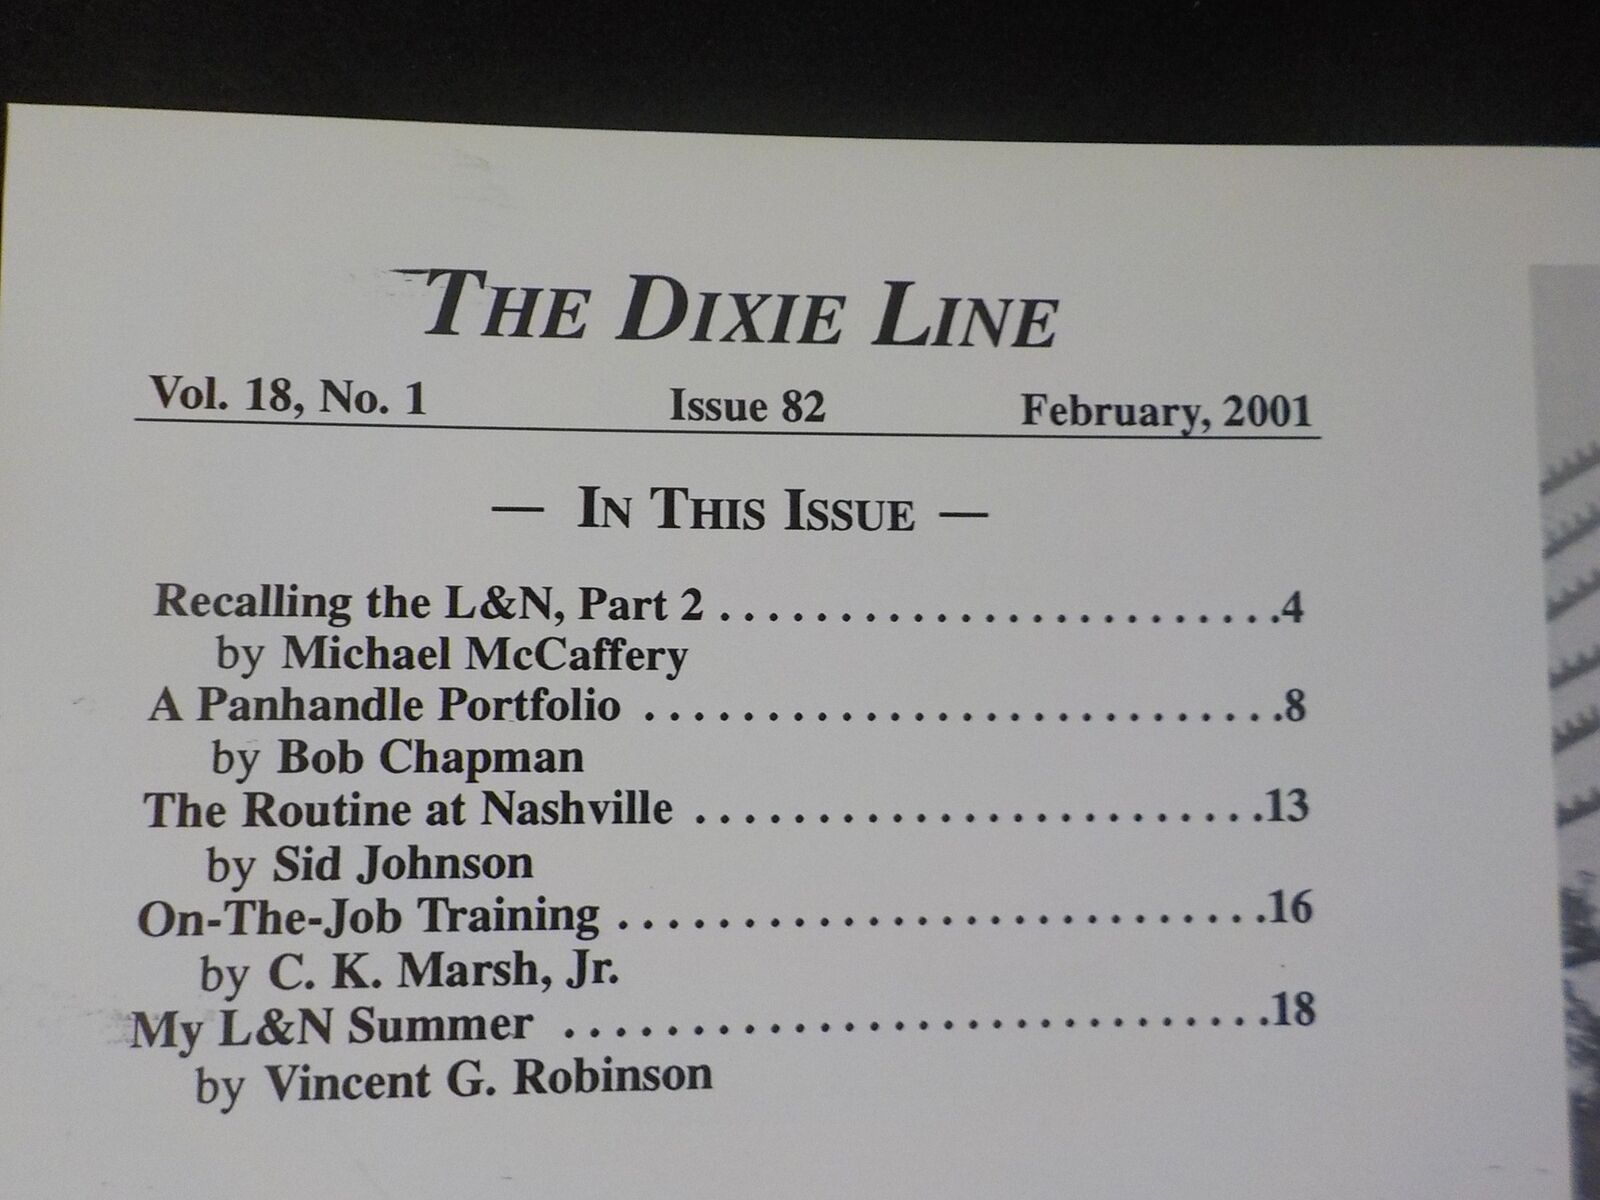 THE DIXIE LINE
Vol. 18, No. 1 Issue 82 February, 2001
— IN THIS ISSUE —
Recalling the L&N, Part 2 . . . . . . . . . . . . . . . . . . . . . . . .4
by Michael McCaffery
A Panhandle Portfolio . . . . . . . . . . . . . . . . . . . . . . . . . . .8
by Bob Chapman
The Routine at Nashville . . . . . . . . . . . . . . . . . . . . . . . .13
by Sid Johnson
On-The-Job Training . . . . . . . . . . . . . . . . . . . . . . . . . . .16
by C. K. Marsh, Jr.
My L&N Summer . . . . . . . . . . . . . . . . . . . . . . . . . . . . .18
by Vincent G. Robinson